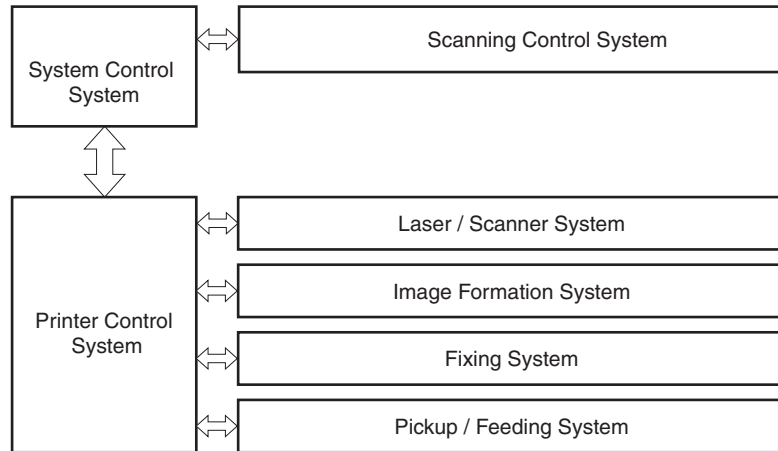 System Control
System
Scanning Control System
Printer Control
System
Laser / Scanner System
Image Formation System
Fixing System
Pickup / Feeding System